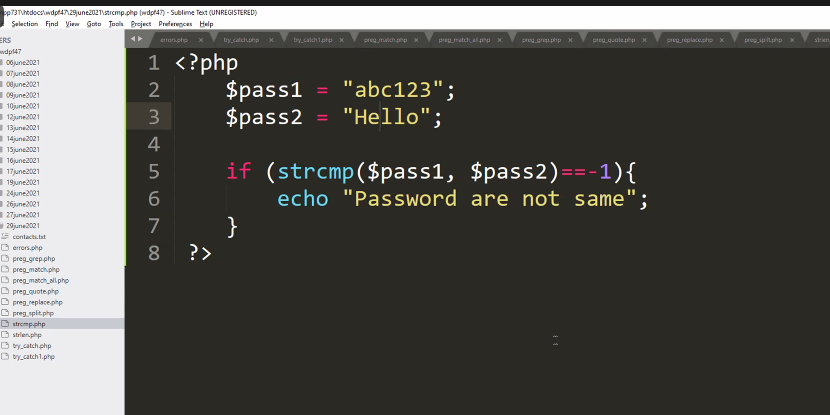 pp731\htdocs\wdpf47\29june2021\strcmp.php (wdpf47) - Sublime Text (UNREGISTERED)
Selection Find View Goto Tools Project Preferences Help
ERS
errors.php × try_catch.php × try_catch1.php × preg_match.php × preg_match_all.php × preg_grep.php × preg_quote.php × preg_replace.php × preg_split.php × strlen
wdpf47
06june2021
07june2021
08june2021
09june2021
10june2021
12june2021
13june2021
14june2021
15june2021
16june2021
17june2021
19june2021
24june2021
26june2021
27june2021
29june2021
contacts.txt
errors.php
preg_grep.php
preg_match.php
preg_match_all.php
preg_quote.php
preg_replace.php
preg_split.php
strcmp.php
strlen.php
try_catch.php
try_catch1.php
1 <?php
2 $pass1 = "abc123";
3 $pass2 = "Hello";
4
5 if (strcmp($pass1, $pass2)==-1){
6 echo "Password are not same";
7 }
8 ?>